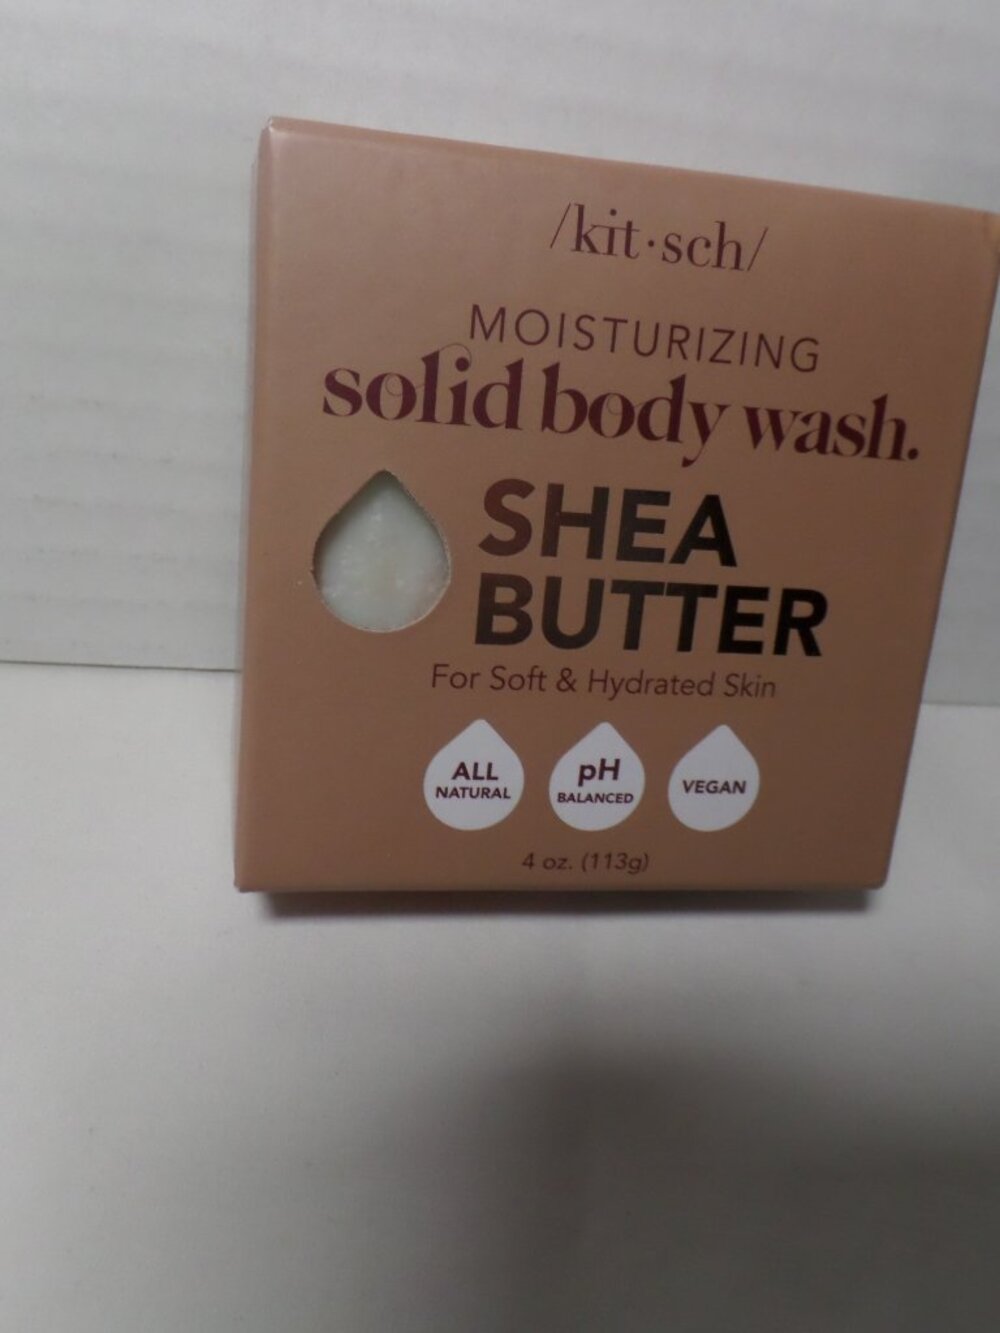 /kit·sch/
MOISTURIZING
solid body wash.
SHEA
BUTTER
For Soft & Hydrated Skin
ALL
NATURAL
pH
BALANCED
VEGAN
4 oz. (113g)